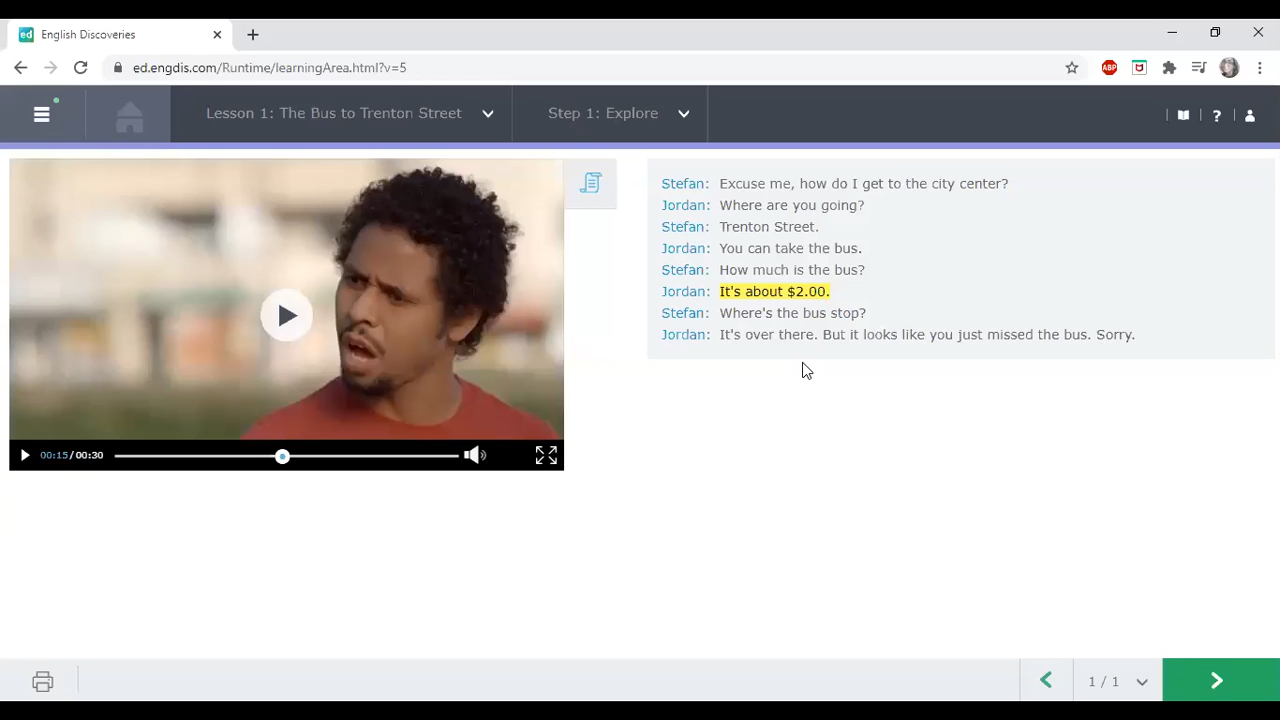 English Discoveries
ed.engdis.com/Runtime/learningArea.html?v=5
ABP
Lesson 1: The Bus to Trenton Street
Step 1: Explore
?
Stefan: Excuse me, how do I get to the city center?
Jordan: Where are you going?
Stefan: Trenton Street.
Jordan: You can take the bus.
Stefan: How much is the bus?
Jordan: It's about $2.00.
Stefan: Where's the bus stop?
Jordan: It's over there. But it looks like you just missed the bus. Sorry.
00:15/00:30
1 / 1